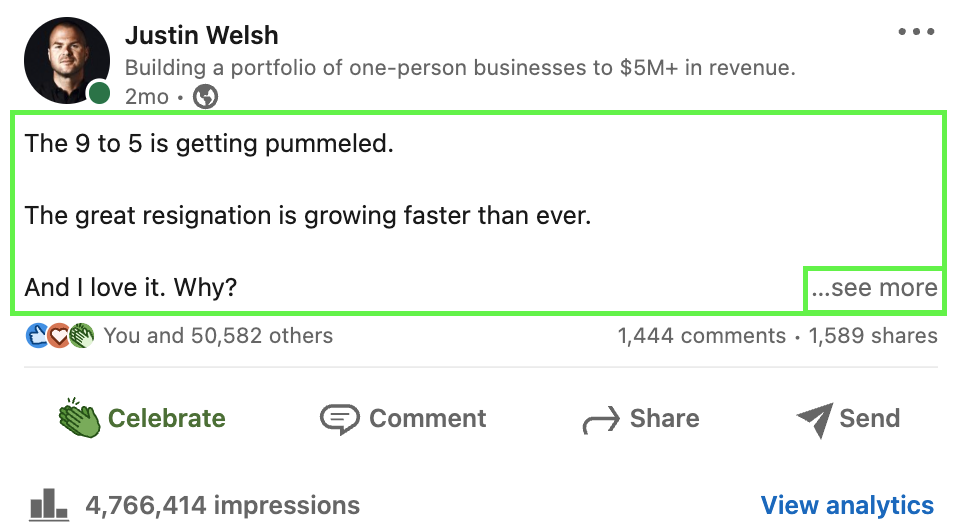 Justin Welsh
Building a portfolio of one-person businesses to $5M+ in revenue.
2mo •
The 9 to 5 is getting pummeled.
The great resignation is growing faster than ever.
And I love it. Why?
...see more
You and 50,582 others
1,444 comments • 1,589 shares
Celebrate
Comment
Share
Send
4,766,414 impressions
View analytics